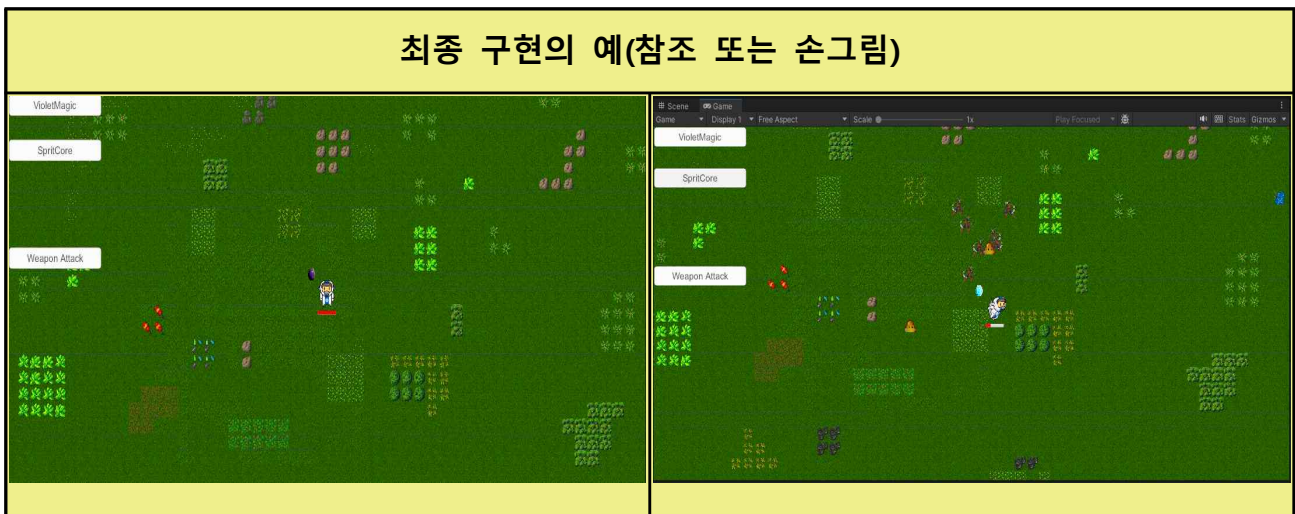 최종 구현의 예(참조 또는 손그림)
VioletMagic
SpritCore
Weapon Attack
Scene Game
Game Display 1 Free Aspect Scale 1x Play Focused Stats Gizmos
VioletMagic
SpritCore
Weapon Attack